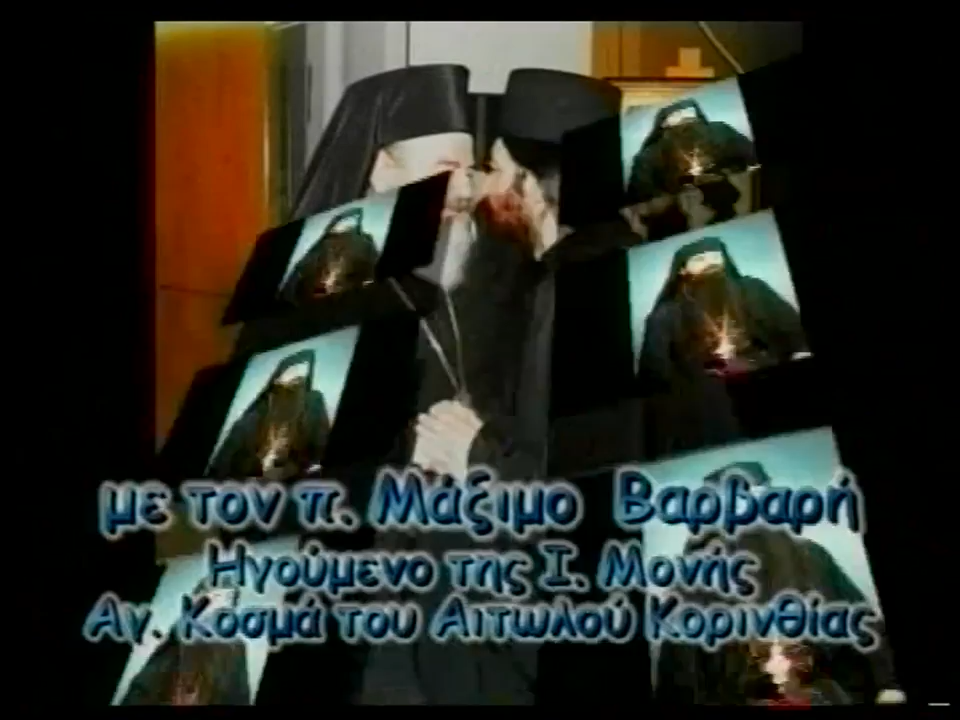 με τον π. Μάξιμο Βαρβαρή
Ηγούμενο της Ι. Μονής
Αγ. Κοσμά του Αιτωλού Κορινθίας